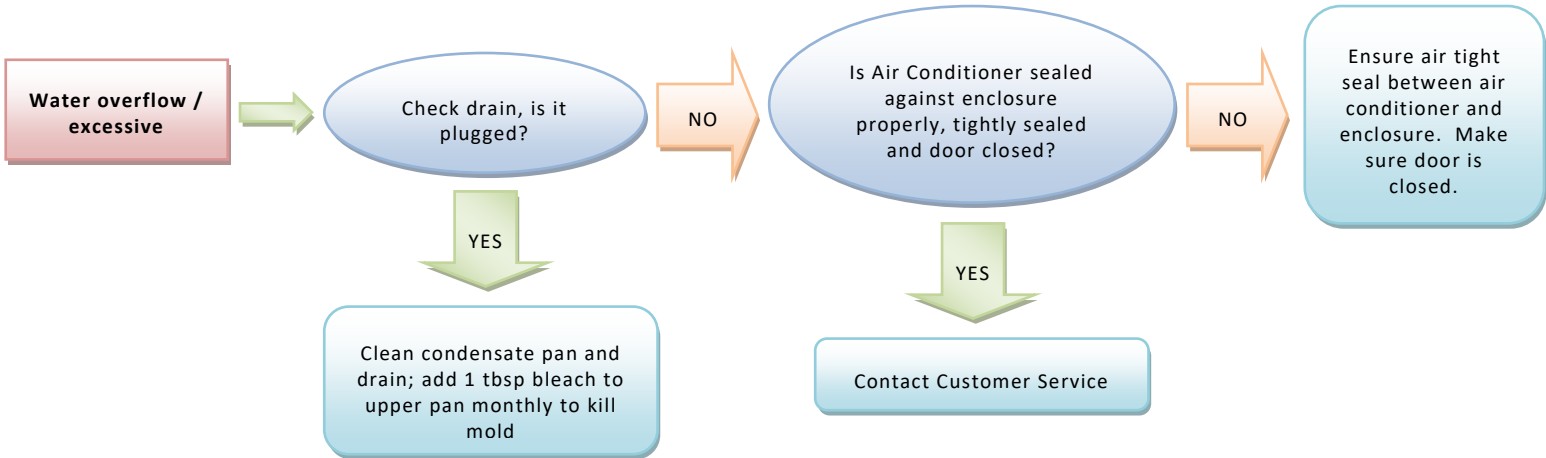 Water overflow /
excessive
Check drain, is it
plugged?
NO
Is Air Conditioner sealed
against enclosure
properly, tightly sealed
and door closed?
NO
Ensure air tight
seal between air
conditioner and
enclosure.  Make
sure door is
closed.
YES
Clean condensate pan and
drain; add 1 tbsp bleach to
upper pan monthly to kill
mold
YES
Contact Customer Service